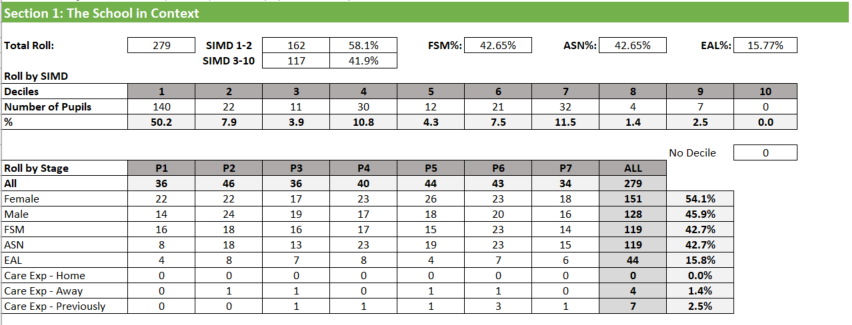 Section 1: The School in Context
Total Roll: 279 SIMD 1-2 162 58.1% FSM%: 42.65% ASN%: 42.65% EAL%: 15.77%
SIMD 3-10 117 41.9%
Roll by SIMD
Deciles 1 2 3 4 5 6 7 8 9 10
Number of Pupils 140 22 11 30 12 21 32 4 7 0
% 50.2 7.9 3.9 10.8 4.3 7.5 11.5 1.4 2.5 0.0
No Decile 0
Roll by Stage P1 P2 P3 P4 P5 P6 P7 ALL
All 36 46 36 40 44 43 34 279
Female 22 22 17 23 26 23 18 151 54.1%
Male 14 24 19 17 18 20 16 128 45.9%
FSM 16 18 16 17 15 23 14 119 42.7%
ASN 8 18 13 23 19 23 15 119 42.7%
EAL 4 8 7 8 4 7 6 44 15.8%
Care Exp - Home 0 0 0 0 0 0 0 0 0.0%
Care Exp - Away 0 1 1 0 1 1 0 4 1.4%
Care Exp - Previously 0 0 1 1 1 3 1 7 2.5%